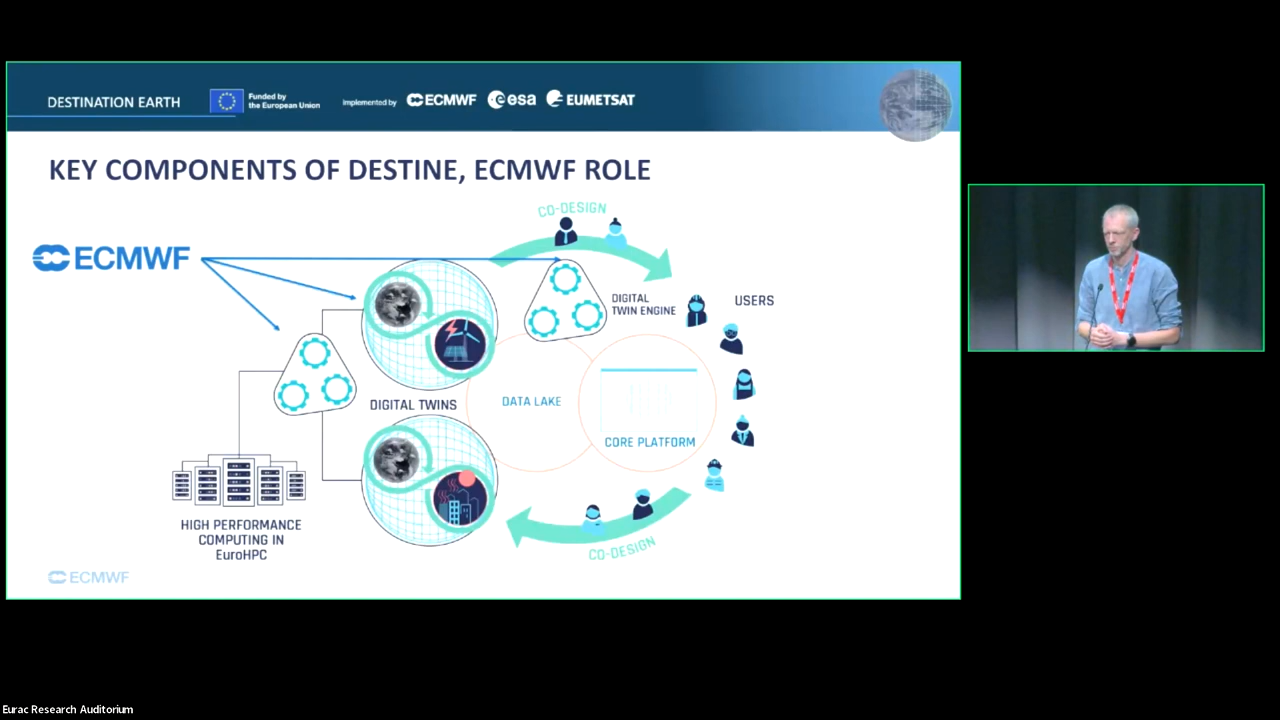 DESTINATION EARTH
Funded by
the European Union
Implemented by
ECMWF
esa
EUMETSAT
KEY COMPONENTS OF DESTINE, ECMWF ROLE
CO-DESIGN
ECMWF
DIGITAL
TWIN ENGINE
USERS
DIGITAL TWINS
DATA LAKE
CORE PLATFORM
HIGH PERFORMANCE
COMPUTING IN
EuroHPC
CO-DESIGN
ECMWF
Eurac Research Auditorium